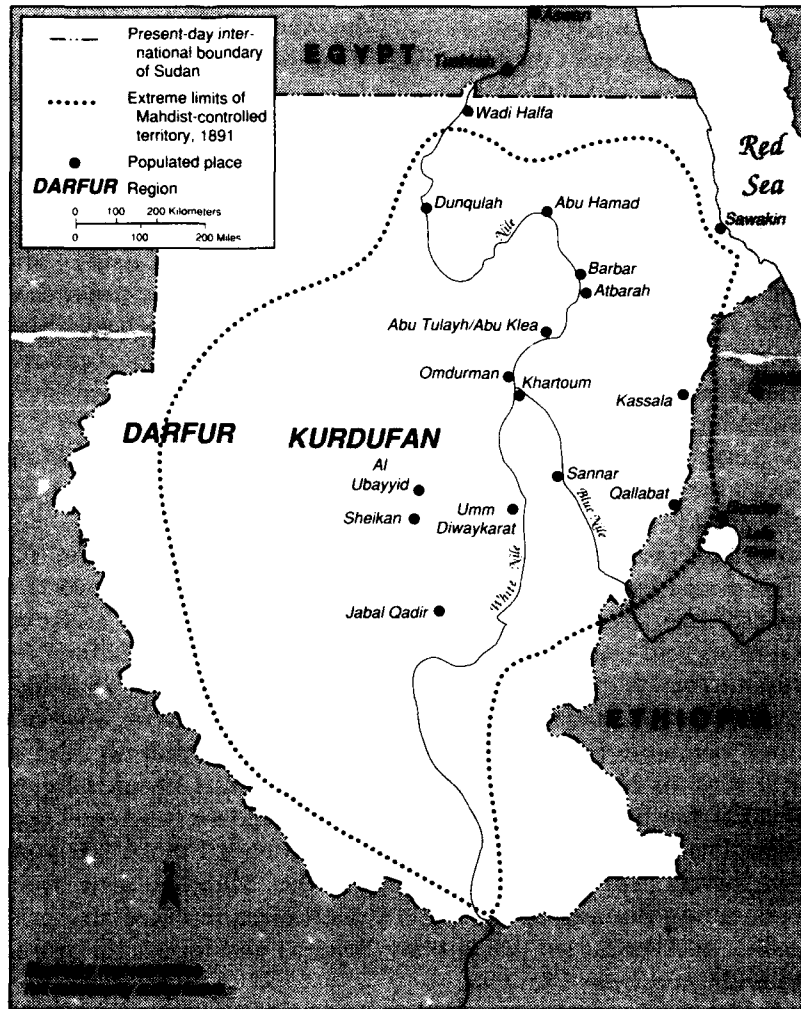 Present-day inter-
national boundary
of Sudan
Extreme limits of
Mahdist-controlled
territory, 1891
Populated place
DARFUR Region
0 100 200 Kilometers
0 100 200 Miles
Aswan
EGYPT
Wadi Halfa
Red
Sea
Dunqulah
Abu Hamad
Nile
Sawakin
Barbar
Atbarah
Abu Tulayh/Abu Klea
Omdurman
Khartoum
Kassala
DARFUR
KURDUFAN
Al
Ubayyid
Sannar
Qallabat
Sheikan
Umm
Diwaykarat
Blue Nile
Gondar
Lake
White Nile
Jabal Qadir
ETHIOPIA
N